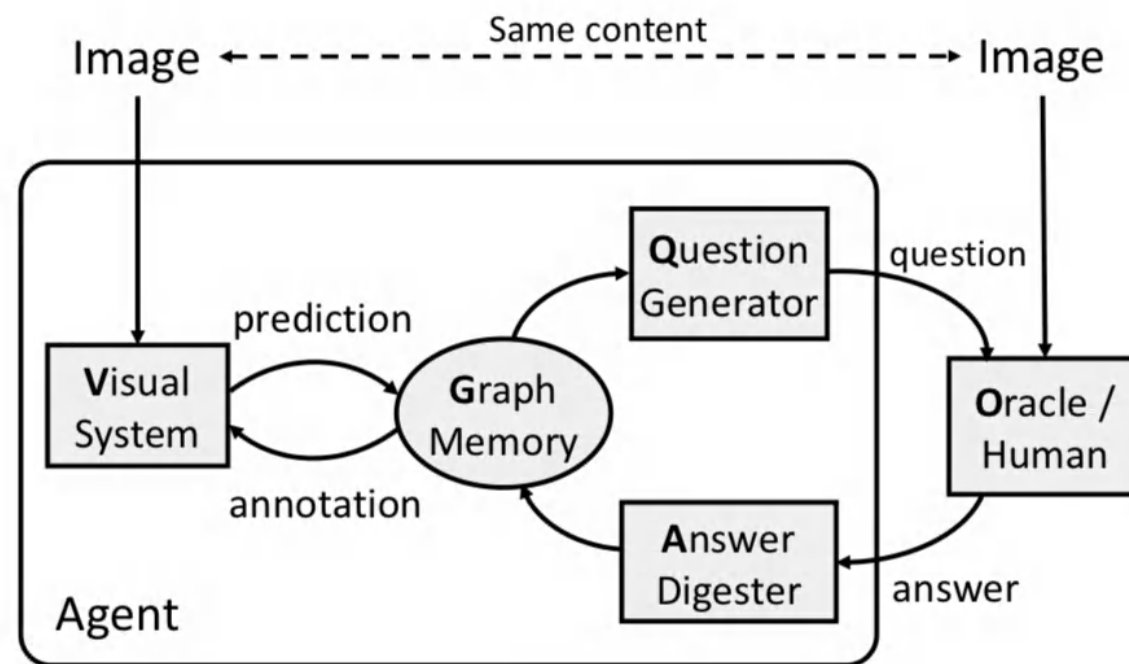 Same content
Image
Image
Question
Generator
question
prediction
Visual
System
Graph
Memory
Oracle /
Human
annotation
Answer
Digester
answer
Agent